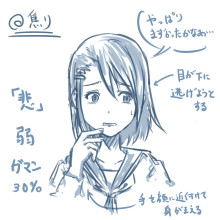 @焦り
やっぱり
まずかったかなぁ…
目が下に
逃げようと
する
「悲」
弱
ガマン
30%
手を顔に近付けて
身がまえる